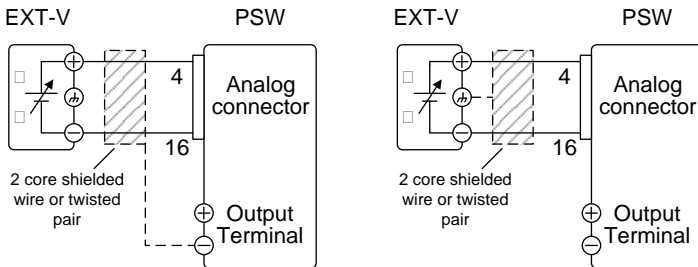 EXT-V PSW
4
Analog
connector
16
2 core shielded
wire or twisted
pair
Output
Terminal
EXT-V PSW
4
Analog
connector
16
2 core shielded
wire or twisted
pair
Output
Terminal